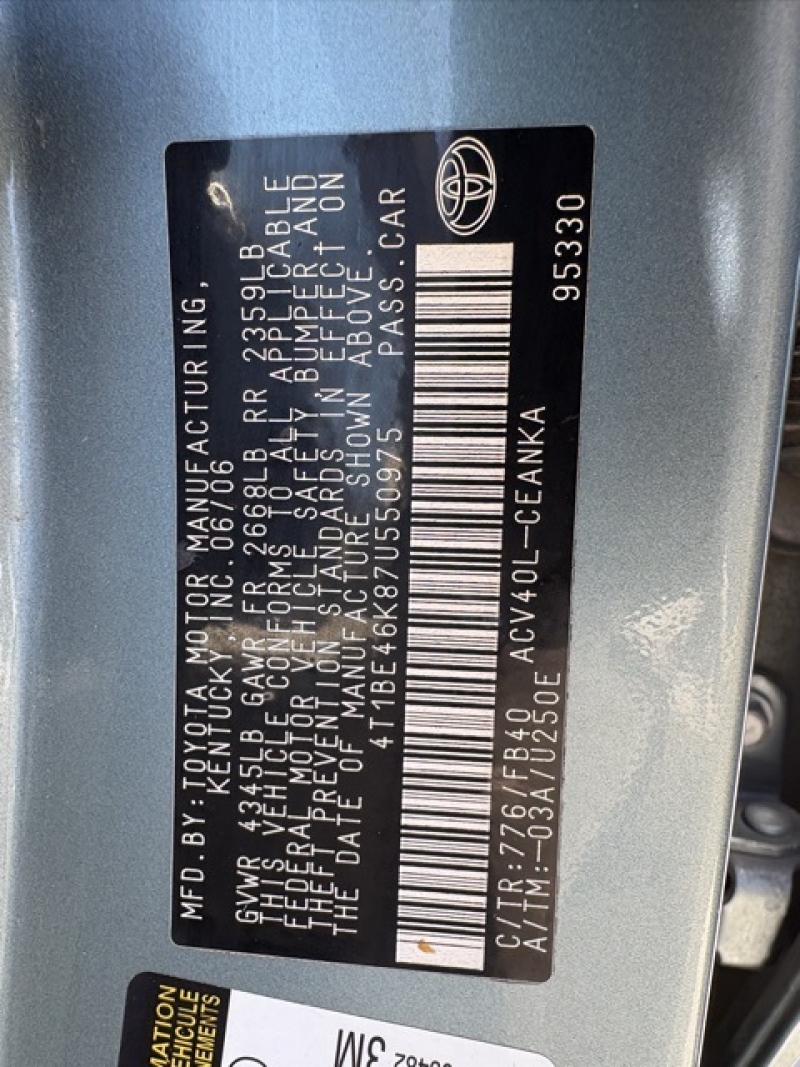 MFD.BY:TOYOTA MOTOR MANUFACTURING,
KENTUCKY,INC.06/06
GVWR 4345LB GAWR FR 2668LB RR 2359LB
THIS VEHICLE CONFORMS TO ALL APPLICABLE
FEDERAL MOTOR VEHICLE SAFETY, BUMPER, AND
THEFT PREVENTION STANDARDS IN EFFECT ON
THE DATE OF MANUFACTURE SHOWN ABOVE.
4T1BE46K87U550975 PASS.CAR
C/TR:776/FB40 ACV40L-CEANKA
A/TM:-03A/U250E
95330
3M